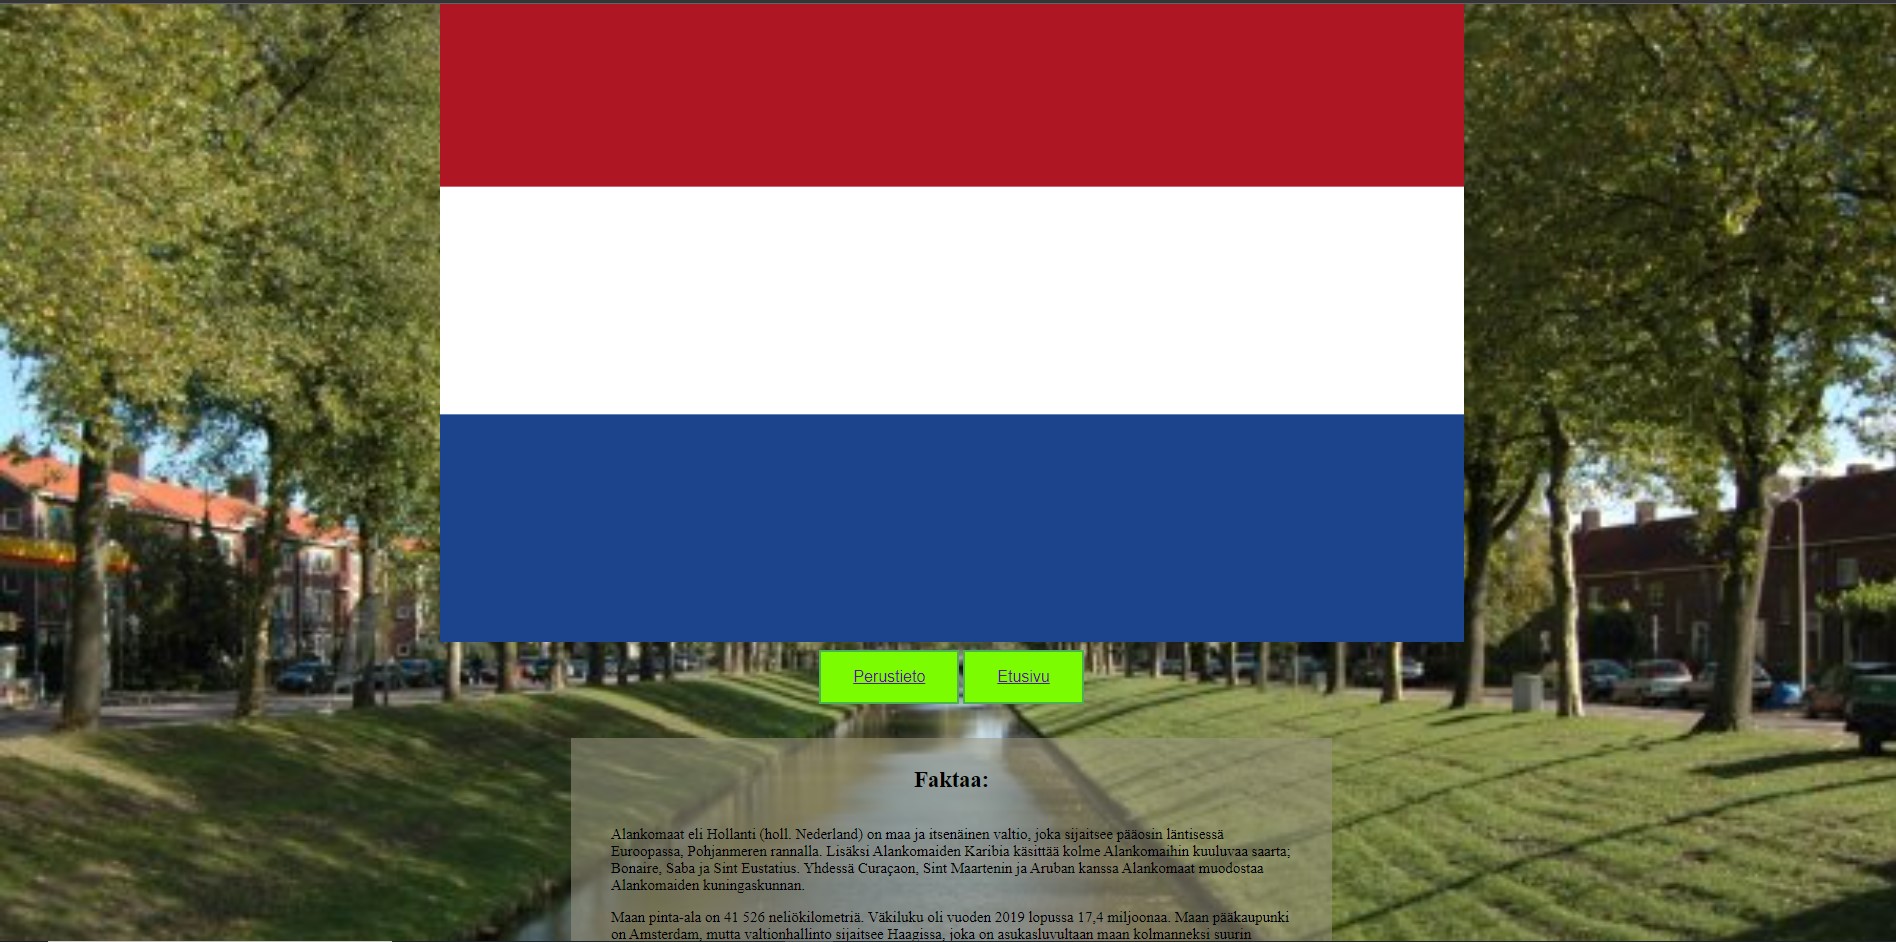 Perustieto
Etusivu
Faktaa:
Alankomaat eli Hollanti (holl. Nederland) on maa ja itsenäinen valtio, joka sijaitsee pääosin läntisessä
Euroopassa, Pohjanmeren rannalla. Lisäksi Alankomaiden Karibia käsittää kolme Alankomaihin kuuluvaa saarta;
Bonaire, Saba ja Sint Eustatius. Yhdessä Curaçaon, Sint Maartenin ja Aruban kanssa Alankomaat muodostaa
Alankomaiden kuningaskunnan.
Maan pinta-ala on 41 526 neliökilometriä. Väkiluku oli vuoden 2019 lopussa 17,4 miljoonaa. Maan pääkaupunki
on Amsterdam, mutta valtionhallinto sijaitsee Haagissa, joka on asukasluvultaan maan kolmanneksi suurin